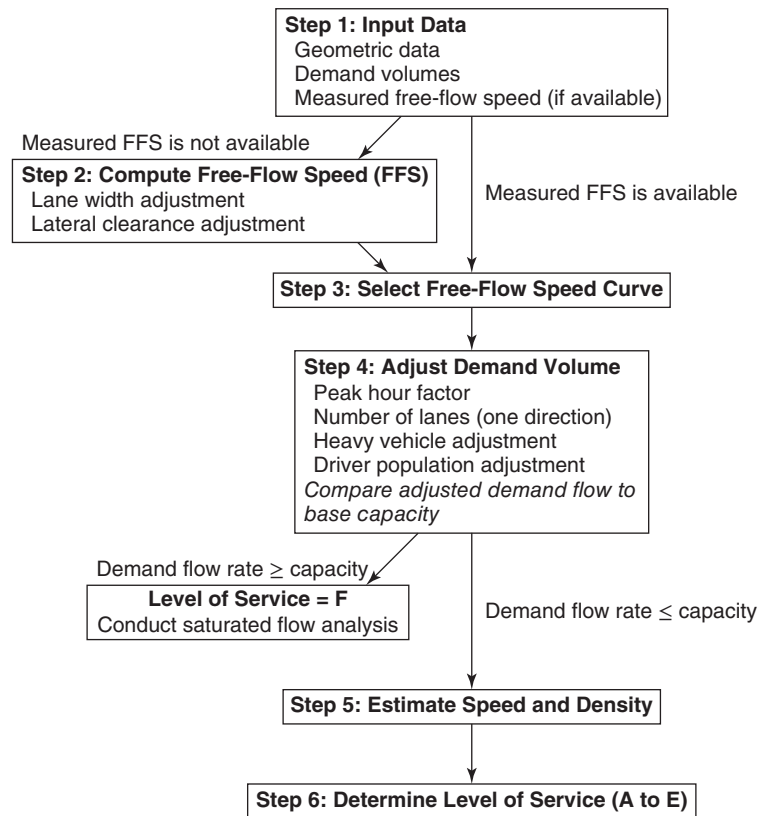 Step 1: Input Data
Geometric data
Demand volumes
Measured free-flow speed (if available)
Measured FFS is not available
Step 2: Compute Free-Flow Speed (FFS)
Lane width adjustment
Lateral clearance adjustment
Measured FFS is available
Step 3: Select Free-Flow Speed Curve
Step 4: Adjust Demand Volume
Peak hour factor
Number of lanes (one direction)
Heavy vehicle adjustment
Driver population adjustment
Compare adjusted demand flow to
base capacity
Demand flow rate ≥ capacity
Level of Service = F
Conduct saturated flow analysis
Demand flow rate ≤ capacity
Step 5: Estimate Speed and Density
Step 6: Determine Level of Service (A to E)